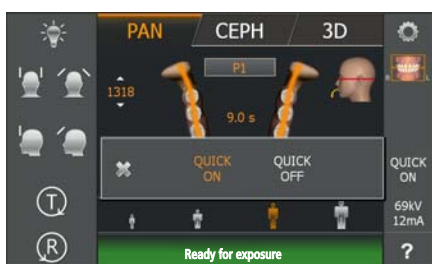 PAN
CEPH
3D
P1
1318
9.0 s
QUICK
ON
QUICK
OFF
QUICK
ON
69kV
12mA
T
R
Ready for exposure
?